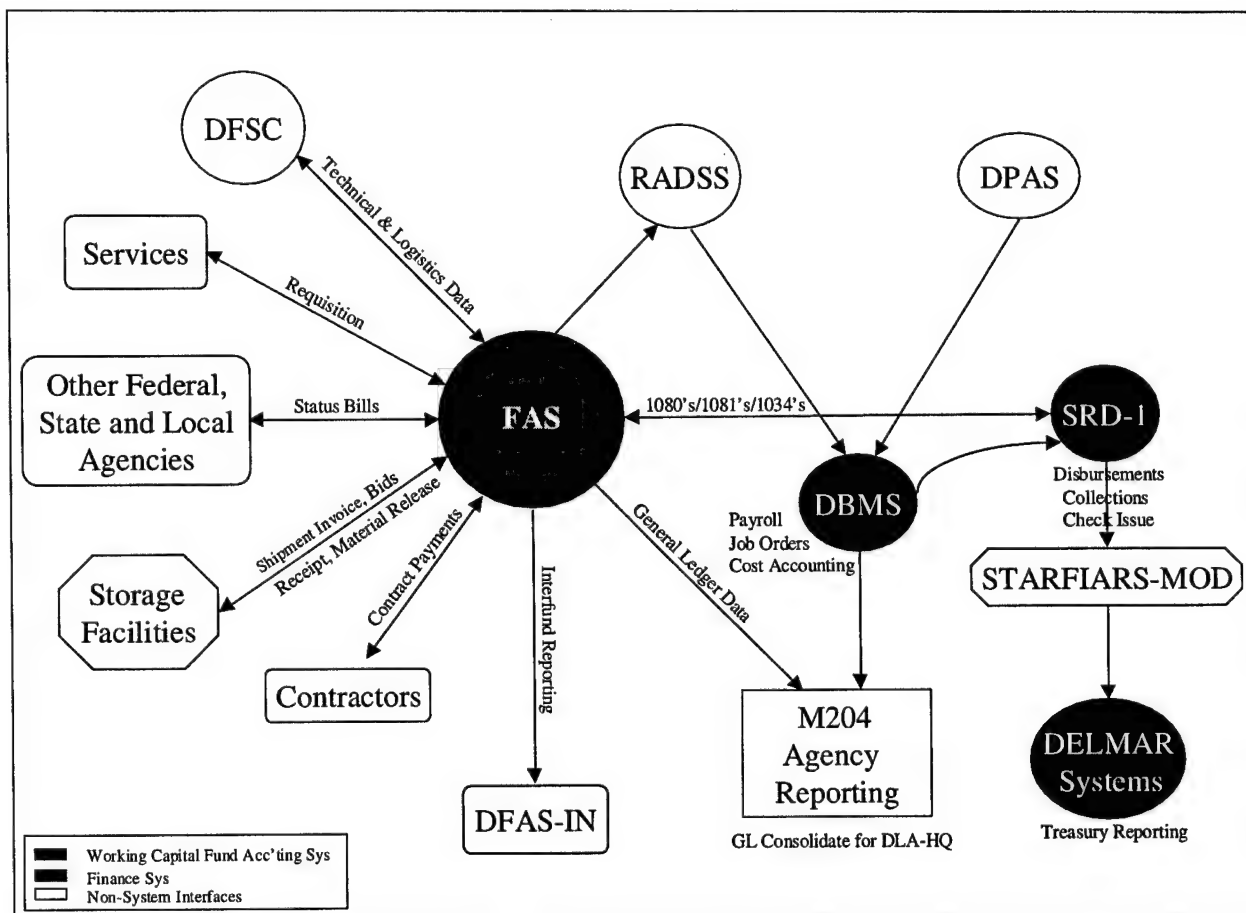 DFSC
RADSS
DPAS
Technical & Logistics Data
Services
Requisition
Other Federal,
State and Local
Agencies
Status Bills
FAS
1080's/1081's/1034's
SRD-1
Disbursements
Collections
Check Issue
DBMS
Payroll
Job Orders
Cost Accounting
Shipment Invoice, Bids
Receipt, Material Release
Storage
Facilities
Contract Payments
Contractors
Interfund Reporting
General Ledger Data
STARFIARS-MOD
M204
Agency
Reporting
GL Consolidate for DLA-HQ
DELMAR
Systems
Treasury Reporting
DFAS-IN
Working Capital Fund Acc'ting Sys
Finance Sys
Non-System Interfaces